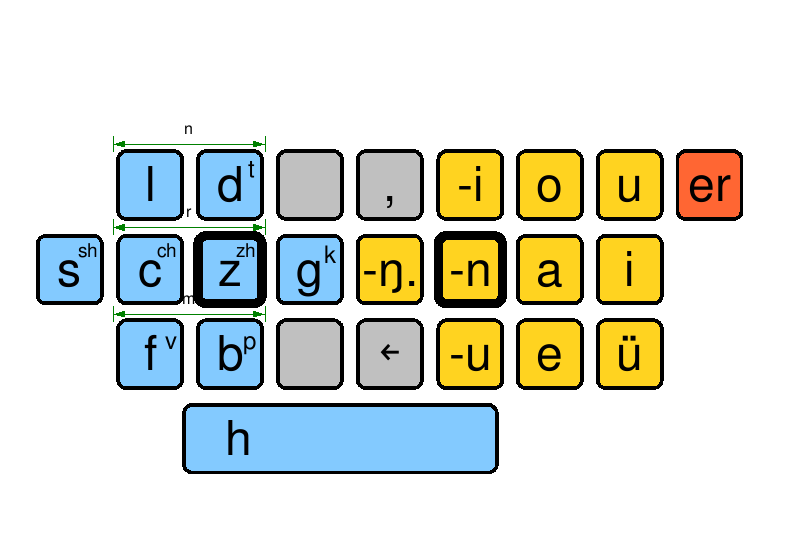 n
l d t , -i o u er
r
s sh c ch z zh g k -ŋ. -n a i
m
f v b p ← -u e ü
h